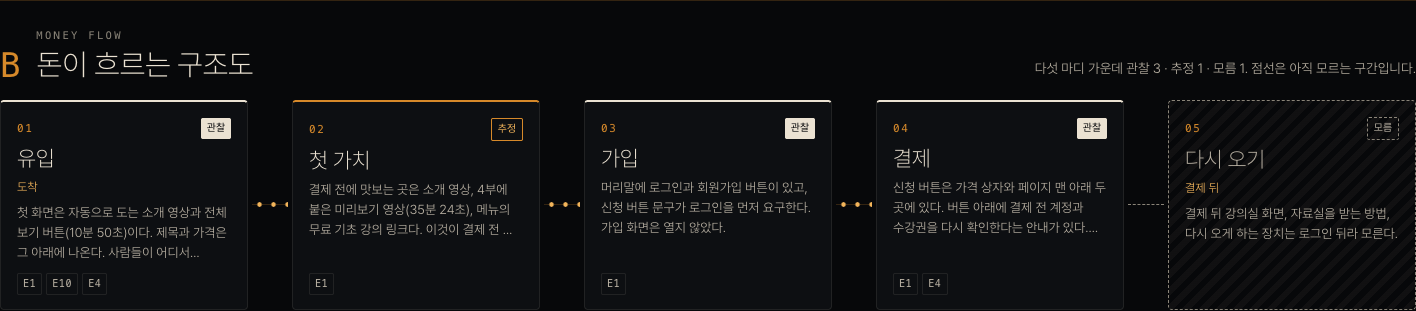 MONEY FLOW
B 돈이 흐르는 구조도
다섯 마디 가운데 관찰 3 · 추정 1 · 모름 1. 점선은 아직 모르는 구간입니다.
01 관찰
유입
도착
첫 화면은 자동으로 도는 소개 영상과 전체
보기 버튼(10분 50초)이다. 제목과 가격은
그 아래에 나온다. 사람들이 어디서...
E1 E10 E4
02 추정
첫 가치
결제 전에 맛보는 곳은 소개 영상, 4부에
붙은 미리보기 영상(35분 24초), 메뉴의
무료 기초 강의 링크다. 이것이 결제 전 ...
E1
03 관찰
가입
머리말에 로그인과 회원가입 버튼이 있고,
신청 버튼 문구가 로그인을 먼저 요구한다.
가입 화면은 열지 않았다.
E1
04 관찰
결제
신청 버튼은 가격 상자와 페이지 맨 아래 두
곳에 있다. 버튼 아래에 결제 전 계정과
수강권을 다시 확인한다는 안내가 있다....
E1 E4
05 모름
다시 오기
결제 뒤
결제 뒤 강의실 화면, 자료실을 받는 방법,
다시 오게 하는 장치는 로그인 뒤라 모른다.